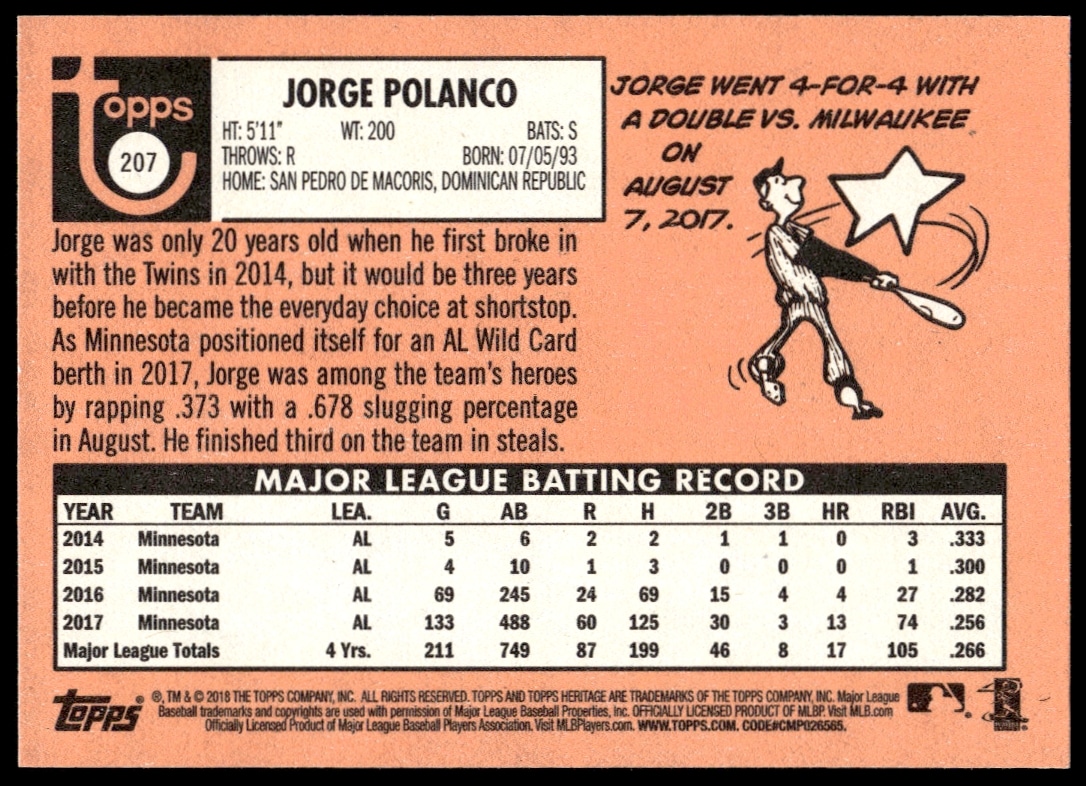 topps
207
JORGE POLANCO
HT: 5'11" WT: 200 BATS: S
THROWS: R BORN: 07/05/93
HOME: SAN PEDRO DE MACORIS, DOMINICAN REPUBLIC
JORGE WENT 4-FOR-4 WITH
A DOUBLE VS. MILWAUKEE
ON
AUGUST
7, 2017.
Jorge was only 20 years old when he first broke in
with the Twins in 2014, but it would be three years
before he became the everyday choice at shortstop.
As Minnesota positioned itself for an AL Wild Card
berth in 2017, Jorge was among the team's heroes
by rapping .373 with a .678 slugging percentage
in August. He finished third on the team in steals.
MAJOR LEAGUE BATTING RECORD
YEAR TEAM LEA. G AB R H 2B 3B HR RBI AVG.
2014 Minnesota AL 5 6 2 2 1 1 0 3 .333
2015 Minnesota AL 4 10 1 3 0 0 0 1 .300
2016 Minnesota AL 69 245 24 69 15 4 4 27 .282
2017 Minnesota AL 133 488 60 125 30 3 13 74 .256
Major League Totals 4 Yrs. 211 749 87 199 46 8 17 105 .266
topps® ®, TM & © 2018 THE TOPPS COMPANY, INC. ALL RIGHTS RESERVED. TOPPS AND TOPPS HERITAGE ARE TRADEMARKS OF THE TOPPS COMPANY, INC. Major League
Baseball trademarks and copyrights are used with permission of Major League Baseball Properties, Inc. OFFICIALLY LICENSED PRODUCT OF MLBP. Visit MLB.com
Officially Licensed Product of Major League Baseball Players Association. Visit MLBPlayers.com. WWW.TOPPS.COM. CODE#CMP026565.